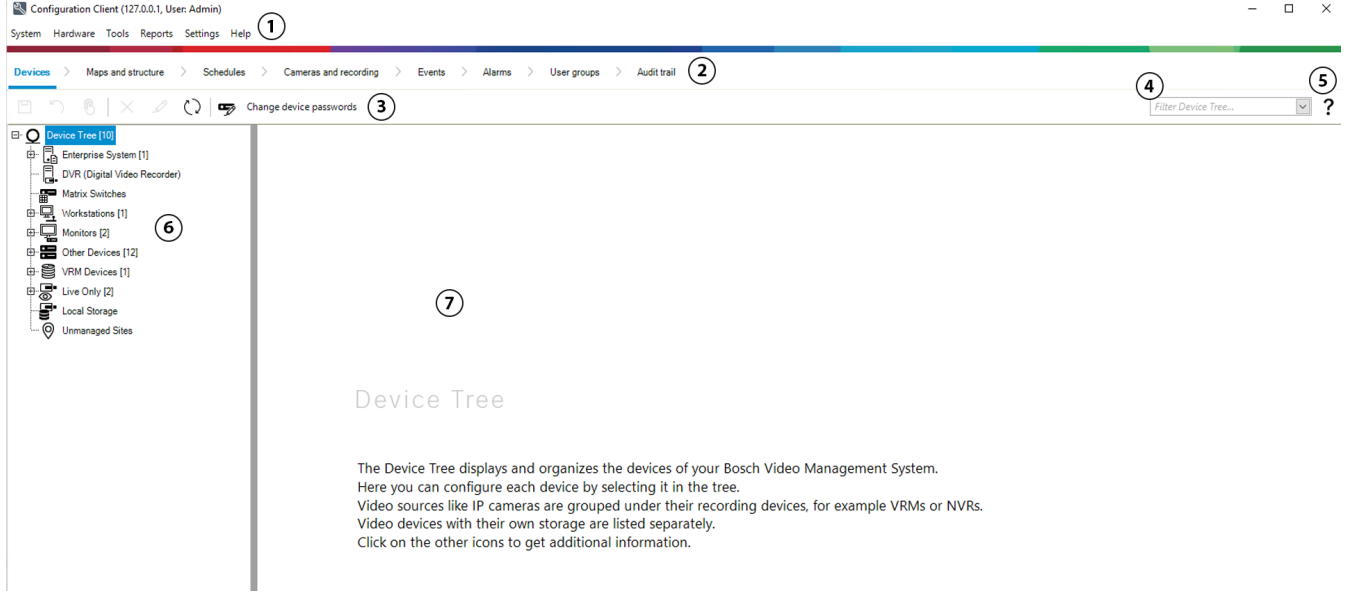 Configuration Client (127.0.0.1, User: Admin)
System Hardware Tools Reports Settings Help 1
Devices Maps and structure Schedules Cameras and recording Events Alarms User groups Audit trail 2
Change device passwords 3
4
Filter Device Tree...
5
?
Device Tree [10]
Enterprise System [1]
DVR (Digital Video Recorder)
Matrix Switches
Workstations [1]
Monitors [2]
Other Devices [12]
VRM Devices [1]
Live Only [2]
Local Storage
Unmanaged Sites
6
7
Device Tree
The Device Tree displays and organizes the devices of your Bosch Video Management System.
Here you can configure each device by selecting it in the tree.
Video sources like IP cameras are grouped under their recording devices, for example VRMs or NVRs.
Video devices with their own storage are listed separately.
Click on the other icons to get additional information.